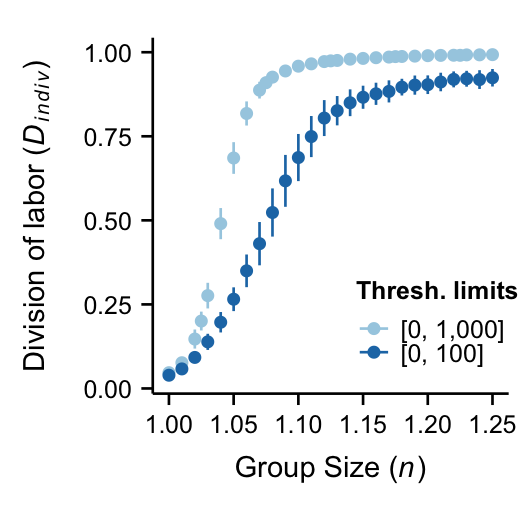 1.00
0.75
0.50
0.25
0.00
Division of labor (D indiv)
Thresh. limits
[0, 1,000]
[0, 100]
1.00 1.05 1.10 1.15 1.20 1.25
Group Size (n)